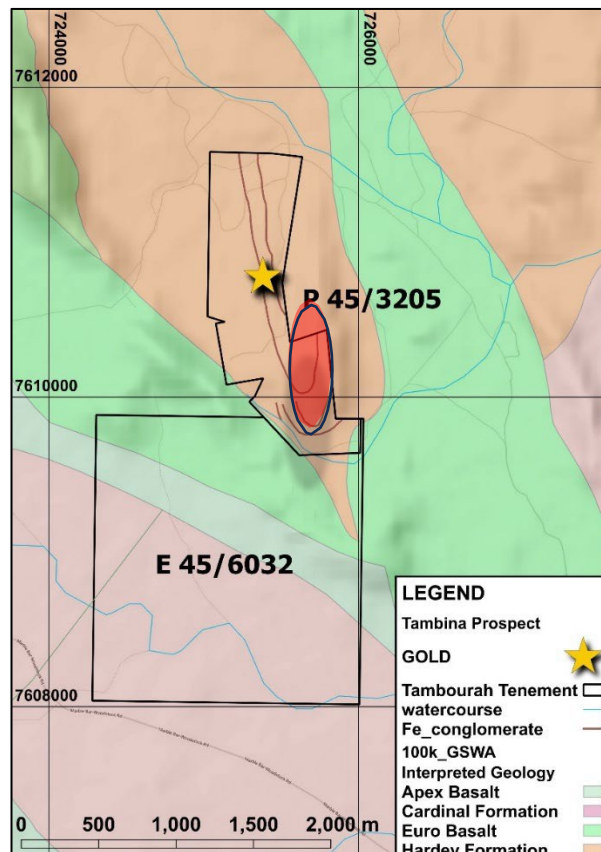 724000
726000
7612000
P 45/3205
7610000
E 45/6032
7608000
LEGEND
Tambina Prospect
GOLD
Tambourah Tenement
watercourse
Fe_conglomerate
100k_GSWA
Interpreted Geology
Apex Basalt
Cardinal Formation
Euro Basalt
Hardey Formation
0 500 1,000 1,500 2,000 m